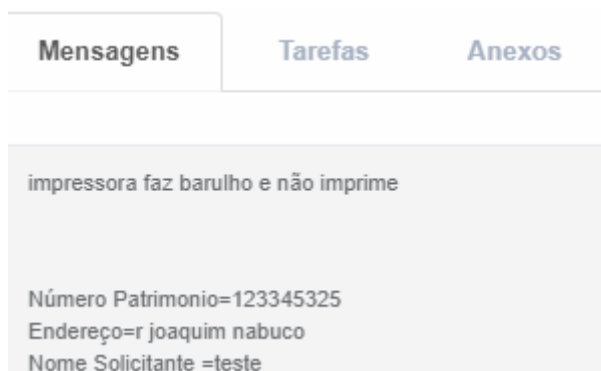 Mensagens Tarefas Anexos
impressora faz barulho e não imprime
Número Patrimonio=123345325
Endereço=r joaquim nabuco
Nome Solicitante =teste